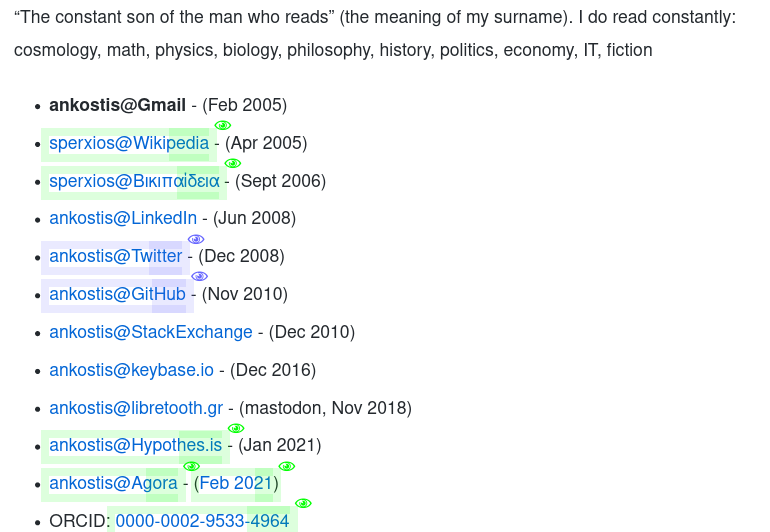 “The constant son of the man who reads” (the meaning of my surname). I do read constantly:
cosmology, math, physics, biology, philosophy, history, politics, economy, IT, fiction
• ankostis@Gmail - (Feb 2005)
• sperxios@Wikipedia - (Apr 2005)
• sperxios@Βικιπαίδεια - (Sept 2006)
• ankostis@LinkedIn - (Jun 2008)
• ankostis@Twitter - (Dec 2008)
• ankostis@GitHub - (Nov 2010)
• ankostis@StackExchange - (Dec 2010)
• ankostis@keybase.io - (Dec 2016)
• ankostis@libretooth.gr - (mastodon, Nov 2018)
• ankostis@Hypothes.is - (Jan 2021)
• ankostis@Agora - (Feb 2021)
• ORCID: 0000-0002-9533-4964